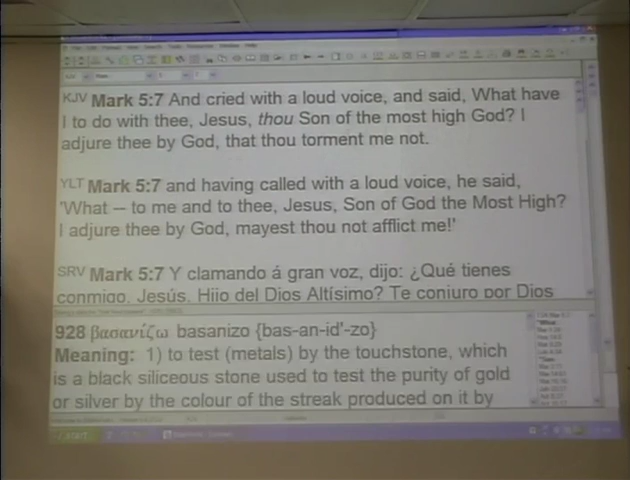 KJV Mark 5:7 And cried with a loud voice, and said, What have
I to do with thee, Jesus, thou Son of the most high God? I
adjure thee by God, that thou torment me not.
YLT Mark 5:7 and having called with a loud voice, he said,
'What — to me and to thee, Jesus, Son of God the Most High?
I adjure thee by God, mayest thou not afflict me!'
SRV Mark 5:7 Y clamando á gran voz, dijo: ¿Qué tienes
conmigo, Jesús, Hijo del Dios Altísimo? Te conjuro por Dios
928 βασανίζω basanizo {bas-an-id'-zo}
Meaning: 1) to test (metals) by the touchstone, which
is a black siliceous stone used to test the purity of gold
or silver by the colour of the streak produced on it by
start